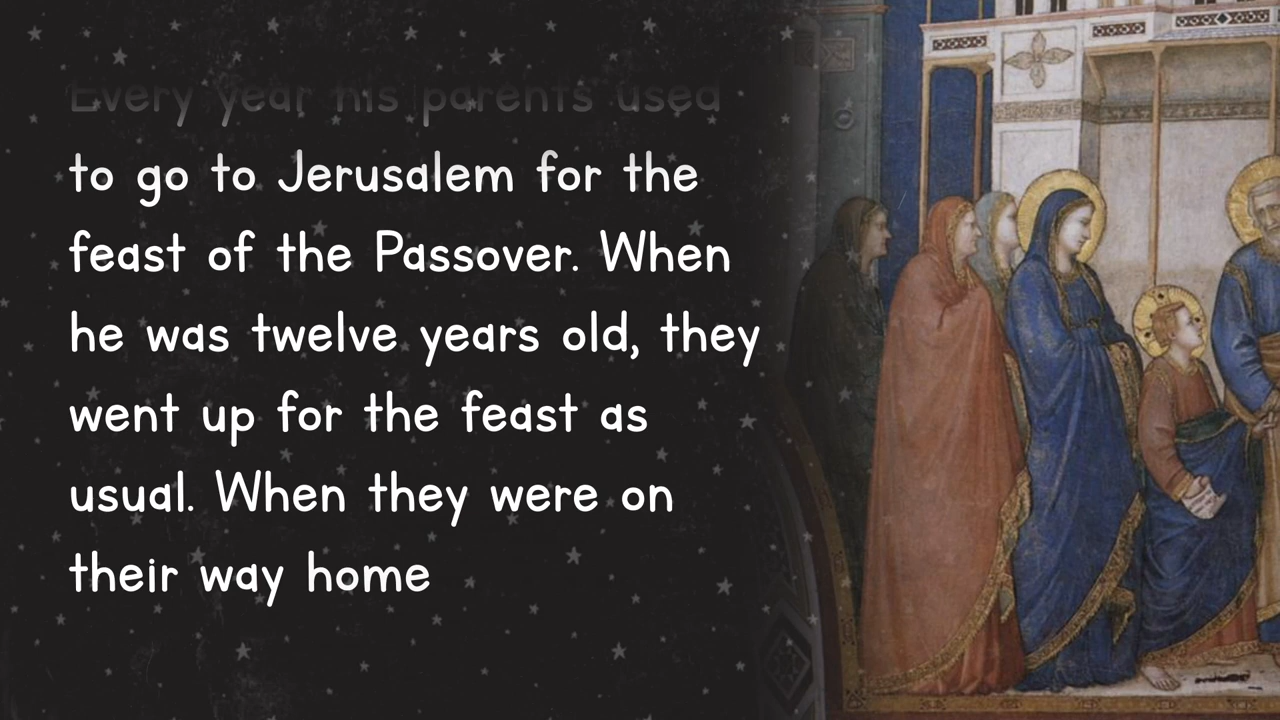 Every year his parents used
to go to Jerusalem for the
feast of the Passover. When
he was twelve years old, they
went up for the feast as
usual. When they were on
their way home